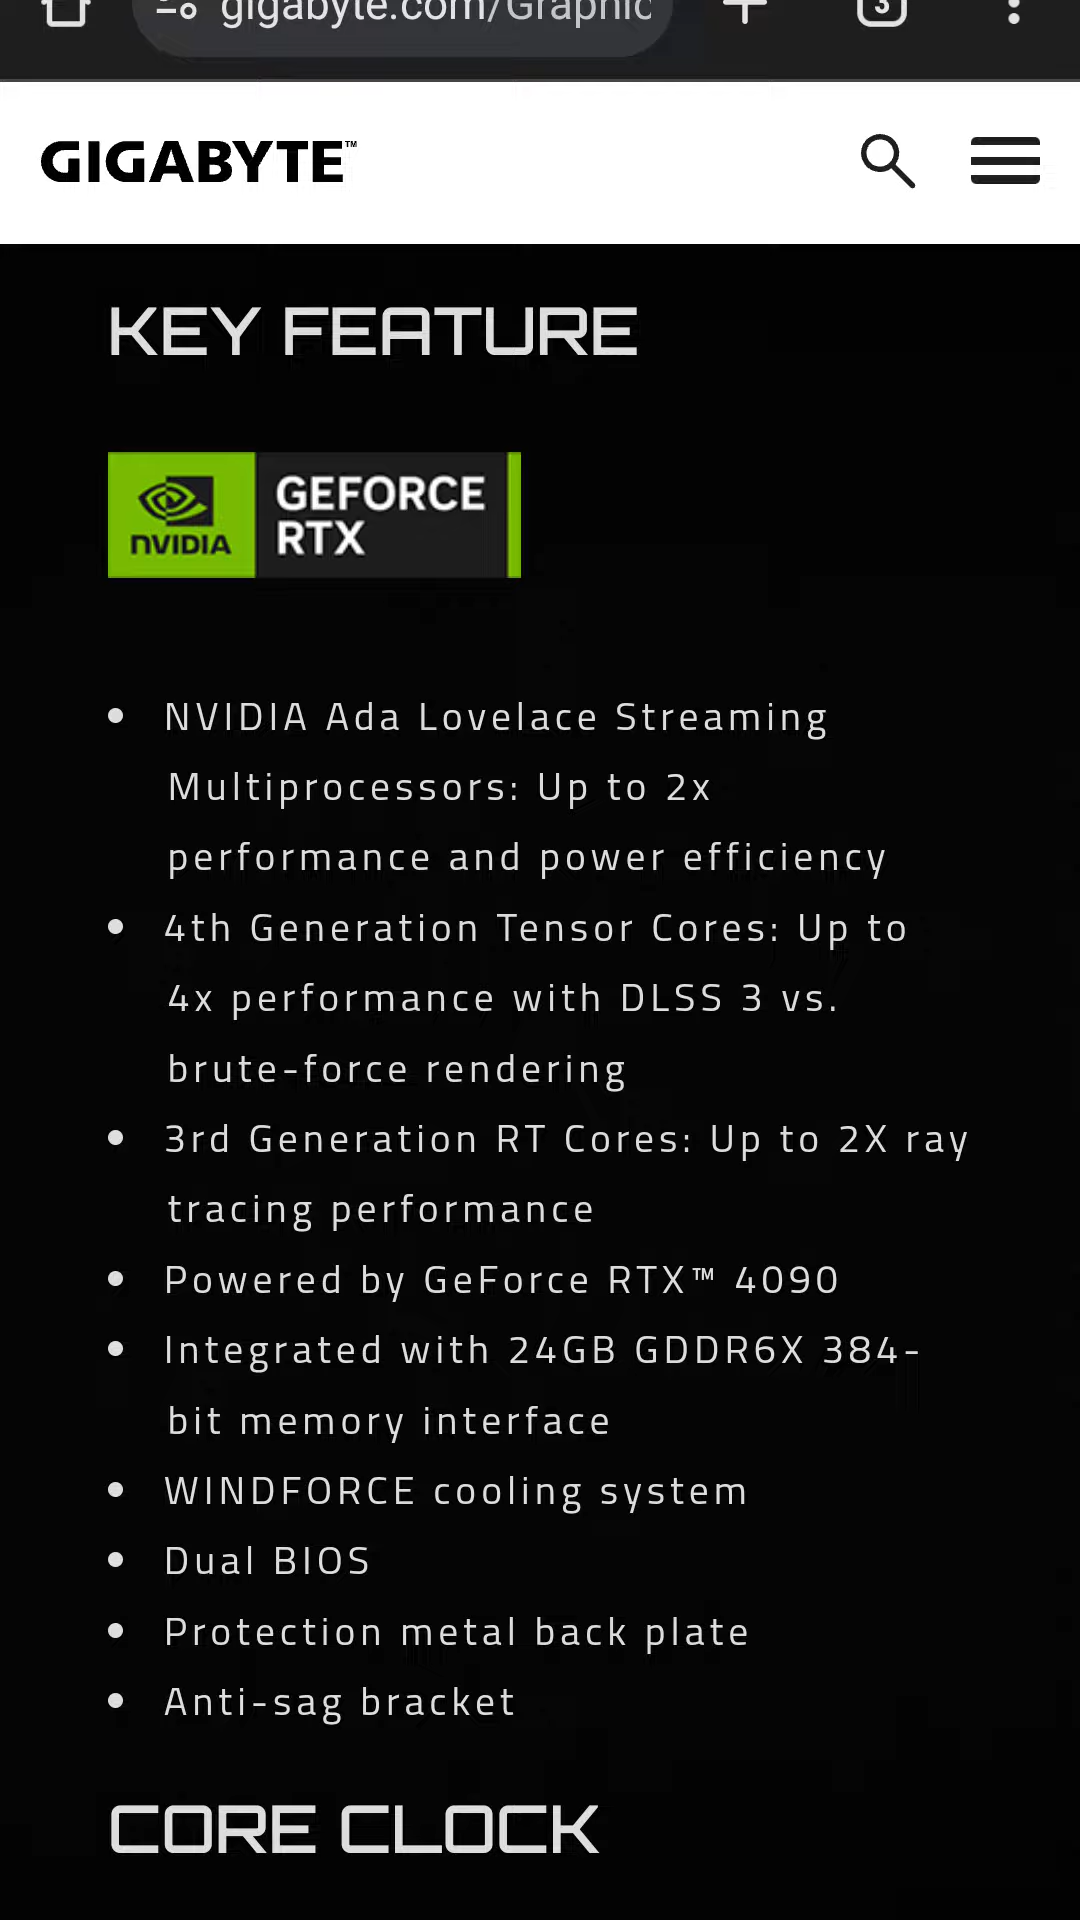 gigabyte.com/Graphic
3
GIGABYTE™
KEY FEATURE
NVIDIA
GEFORCE
RTX
• NVIDIA Ada Lovelace Streaming
Multiprocessors: Up to 2x
performance and power efficiency
• 4th Generation Tensor Cores: Up to
4x performance with DLSS 3 vs.
brute-force rendering
• 3rd Generation RT Cores: Up to 2X ray
tracing performance
• Powered by GeForce RTX™ 4090
• Integrated with 24GB GDDR6X 384-
bit memory interface
• WINDFORCE cooling system
• Dual BIOS
• Protection metal back plate
• Anti-sag bracket
CORE CLOCK